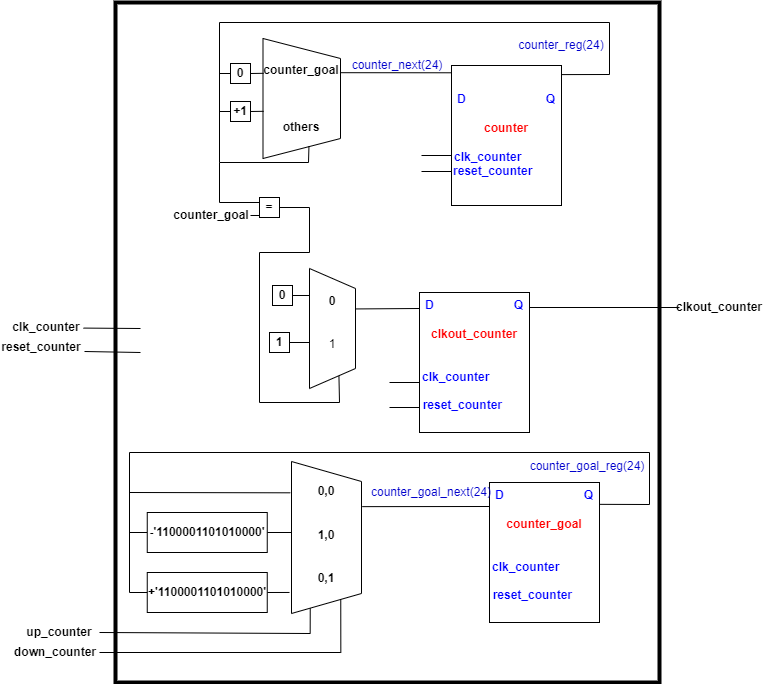 counter_reg(24)
counter_next(24)
0
counter_goal
+1
others
D
Q
counter
clk_counter
reset_counter
=
counter_goal
0
0
1
1
D
Q
clkout_counter
clk_counter
reset_counter
clkout_counter
clk_counter
reset_counter
counter_goal_reg(24)
counter_goal_next(24)
0,0
-'1100001101010000'
1,0
+'1100001101010000'
0,1
D
Q
counter_goal
clk_counter
reset_counter
up_counter
down_counter